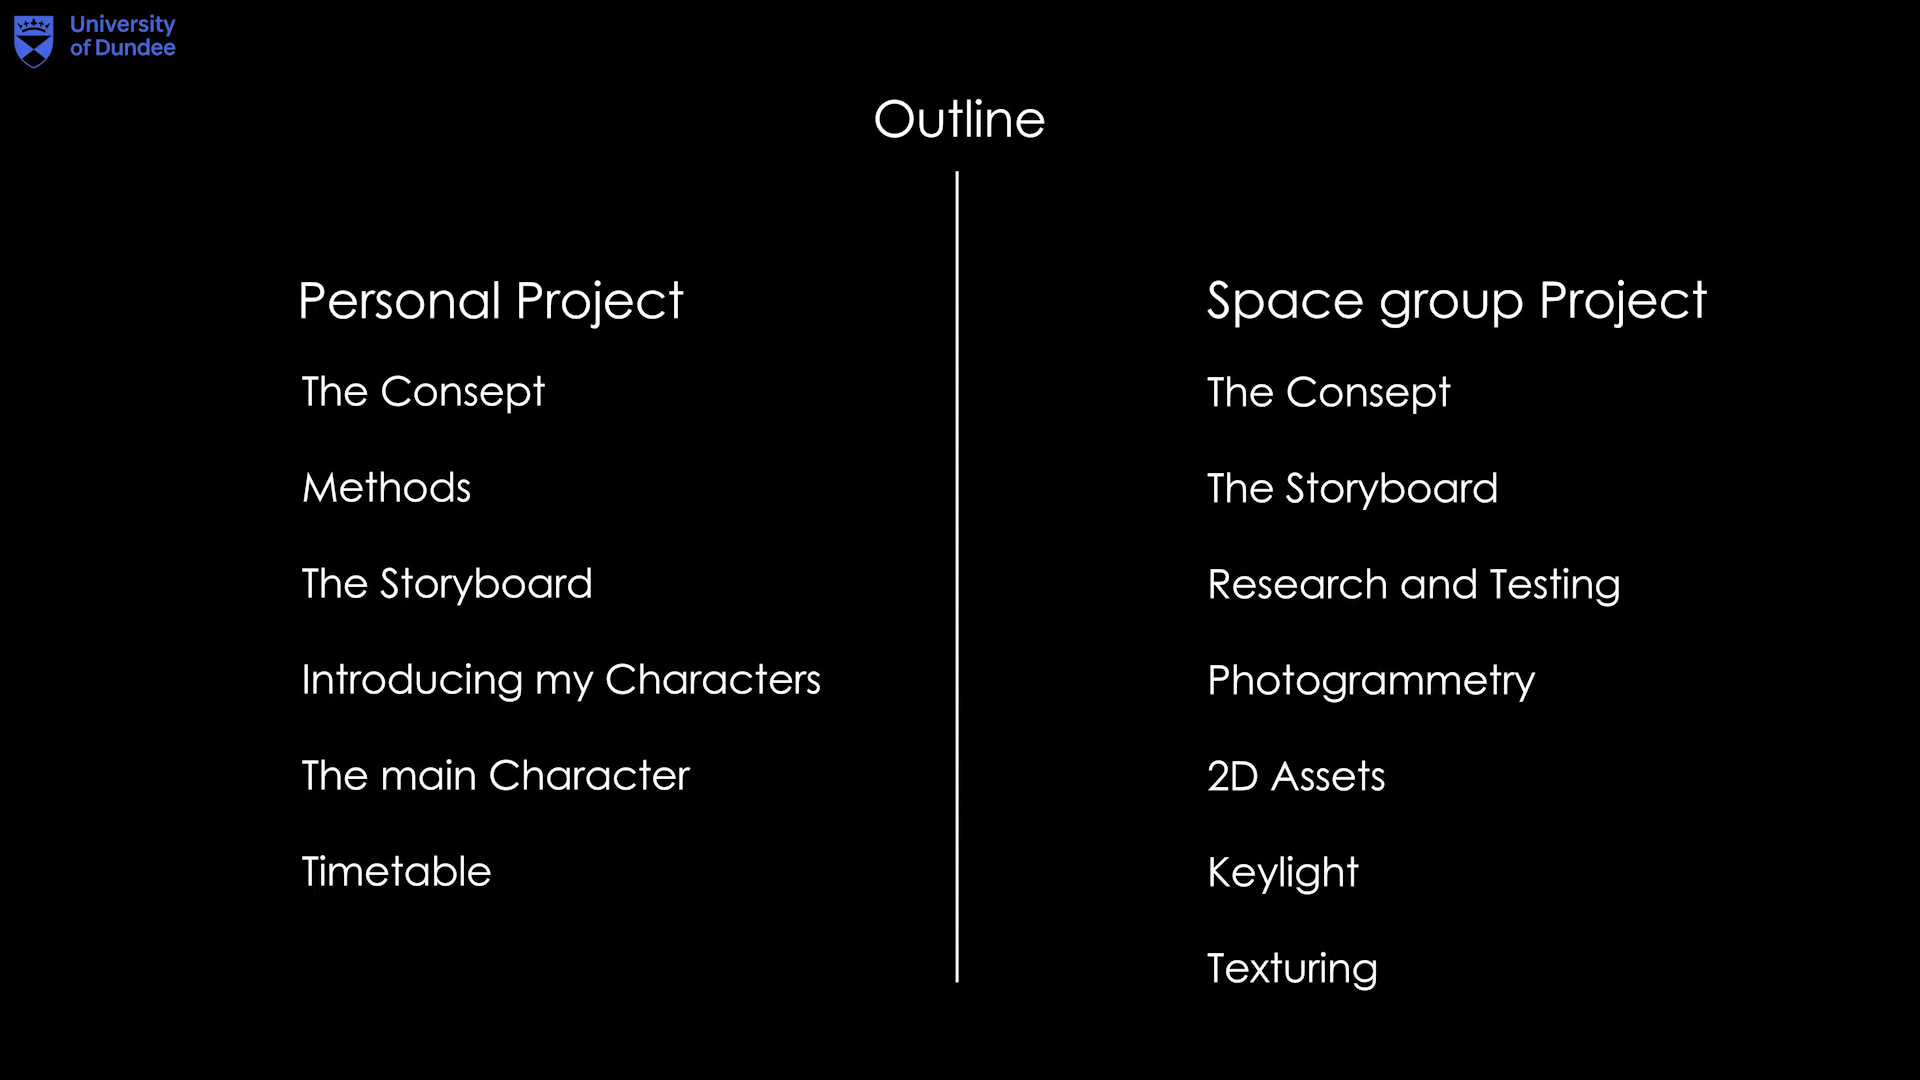 University
of Dundee
Outline
Personal Project
The Consept
Methods
The Storyboard
Introducing my Characters
The main Character
Timetable
Space group Project
The Consept
The Storyboard
Research and Testing
Photogrammetry
2D Assets
Keylight
Texturing